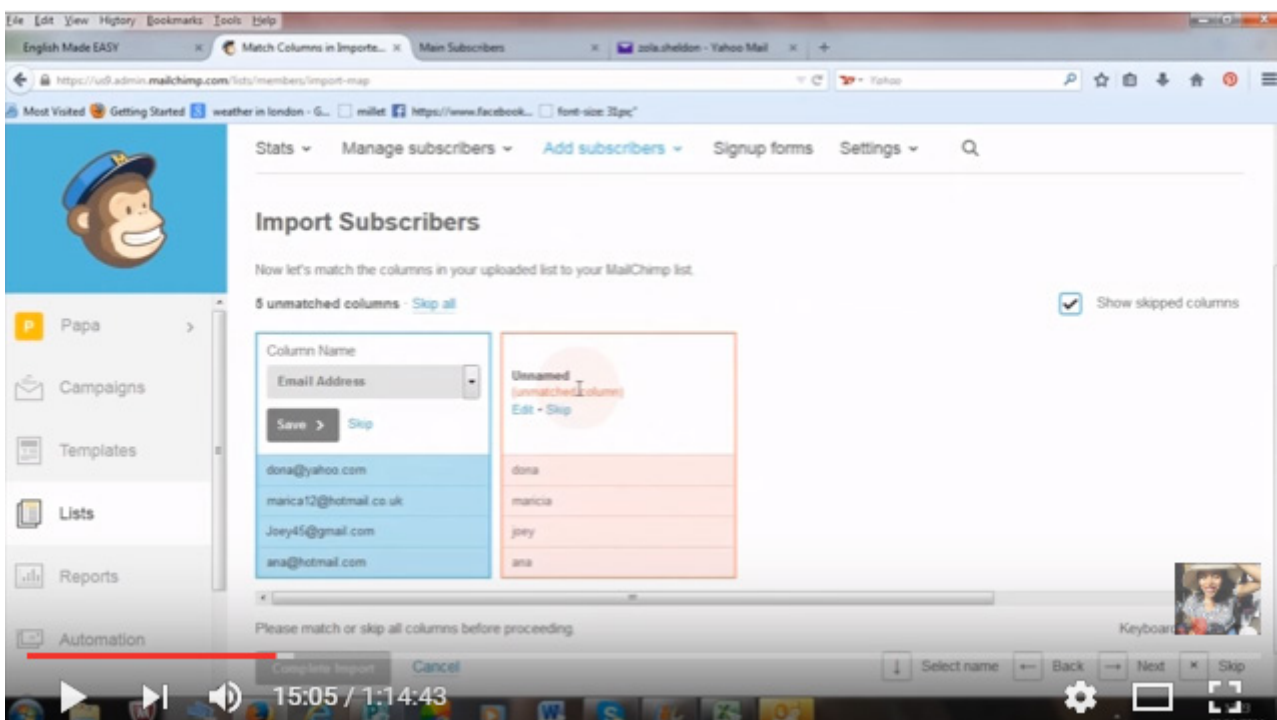 File Edit View History Bookmarks Tools Help
English Made EASY × Match Columns in Importe... × Main Subscribers × zola.sheldon - Yahoo Mail × +
https://us9.admin.mailchimp.com/lists/members/import-map Yahoo
Most Visited Getting Started weather in london - G... millet https://www.facebook... font-size: 31px;"
Stats Manage subscribers Add subscribers Signup forms Settings
Import Subscribers
Now let's match the columns in your uploaded list to your MailChimp list.
5 unmatched columns · Skip all
Show skipped columns
P Papa
Campaigns
Templates
Lists
Reports
Automation
Column Name
Email Address
Save Skip
dona@yahoo.com
marica12@hotmail.co.uk
Joey45@gmail.com
ana@hotmail.com
Unnamed
(unmatched column)
Edit - Skip
dona
maricia
joey
ana
Please match or skip all columns before proceeding.
Keyboard
Complete Import Cancel
Select name Back Next Skip
15:05 / 1:14:43